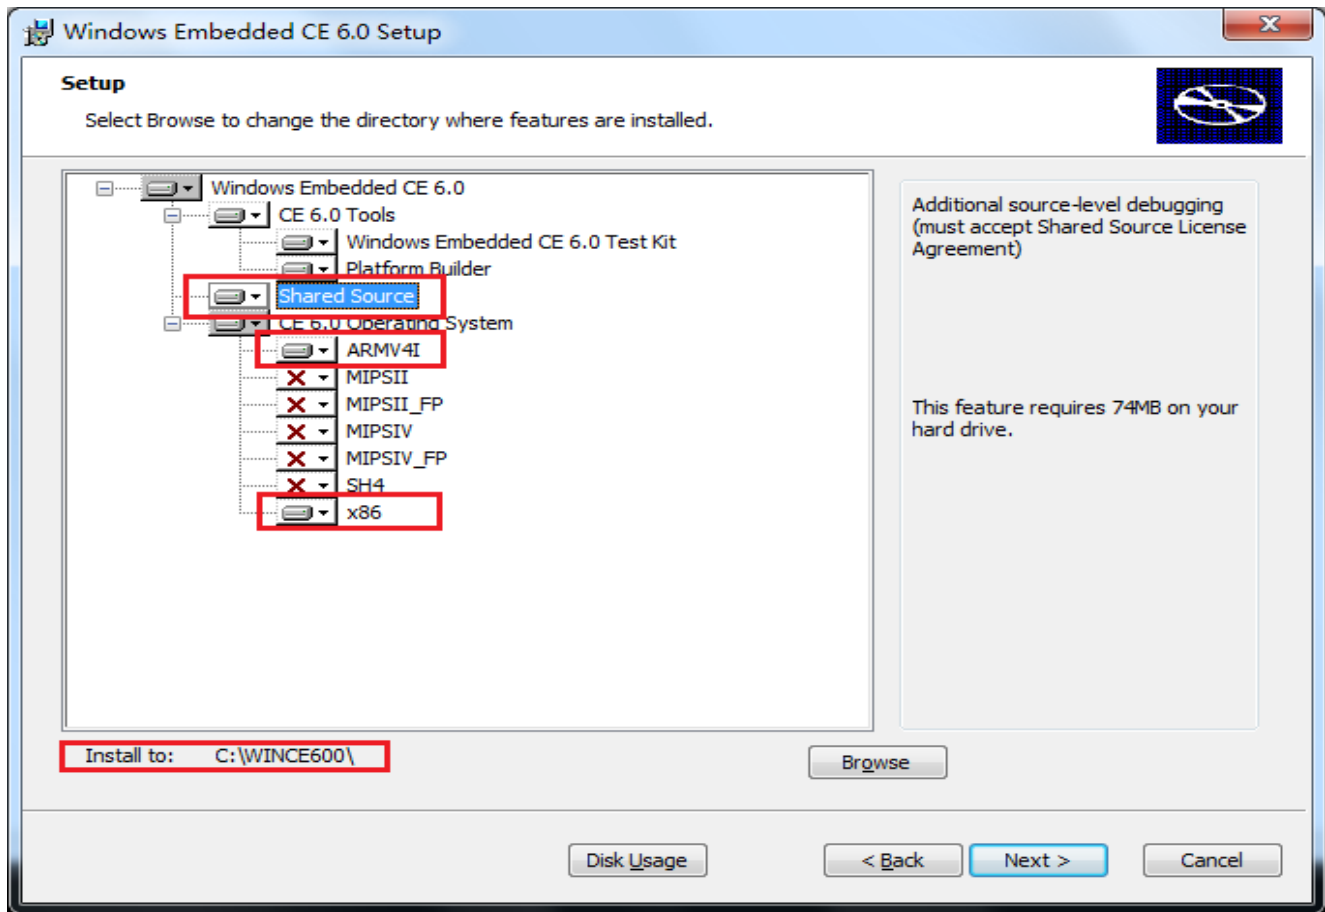 Windows Embedded CE 6.0 Setup
Setup
Select Browse to change the directory where features are installed.
Windows Embedded CE 6.0
CE 6.0 Tools
Windows Embedded CE 6.0 Test Kit
Platform Builder
Shared Source
CE 6.0 Operating System
ARMV4I
MIPSII
MIPSII_FP
MIPSIV
MIPSIV_FP
SH4
x86
Additional source-level debugging
(must accept Shared Source License
Agreement)
This feature requires 74MB on your
hard drive.
Install to: C:\WINCE600\
Browse
Disk Usage
< Back
Next >
Cancel